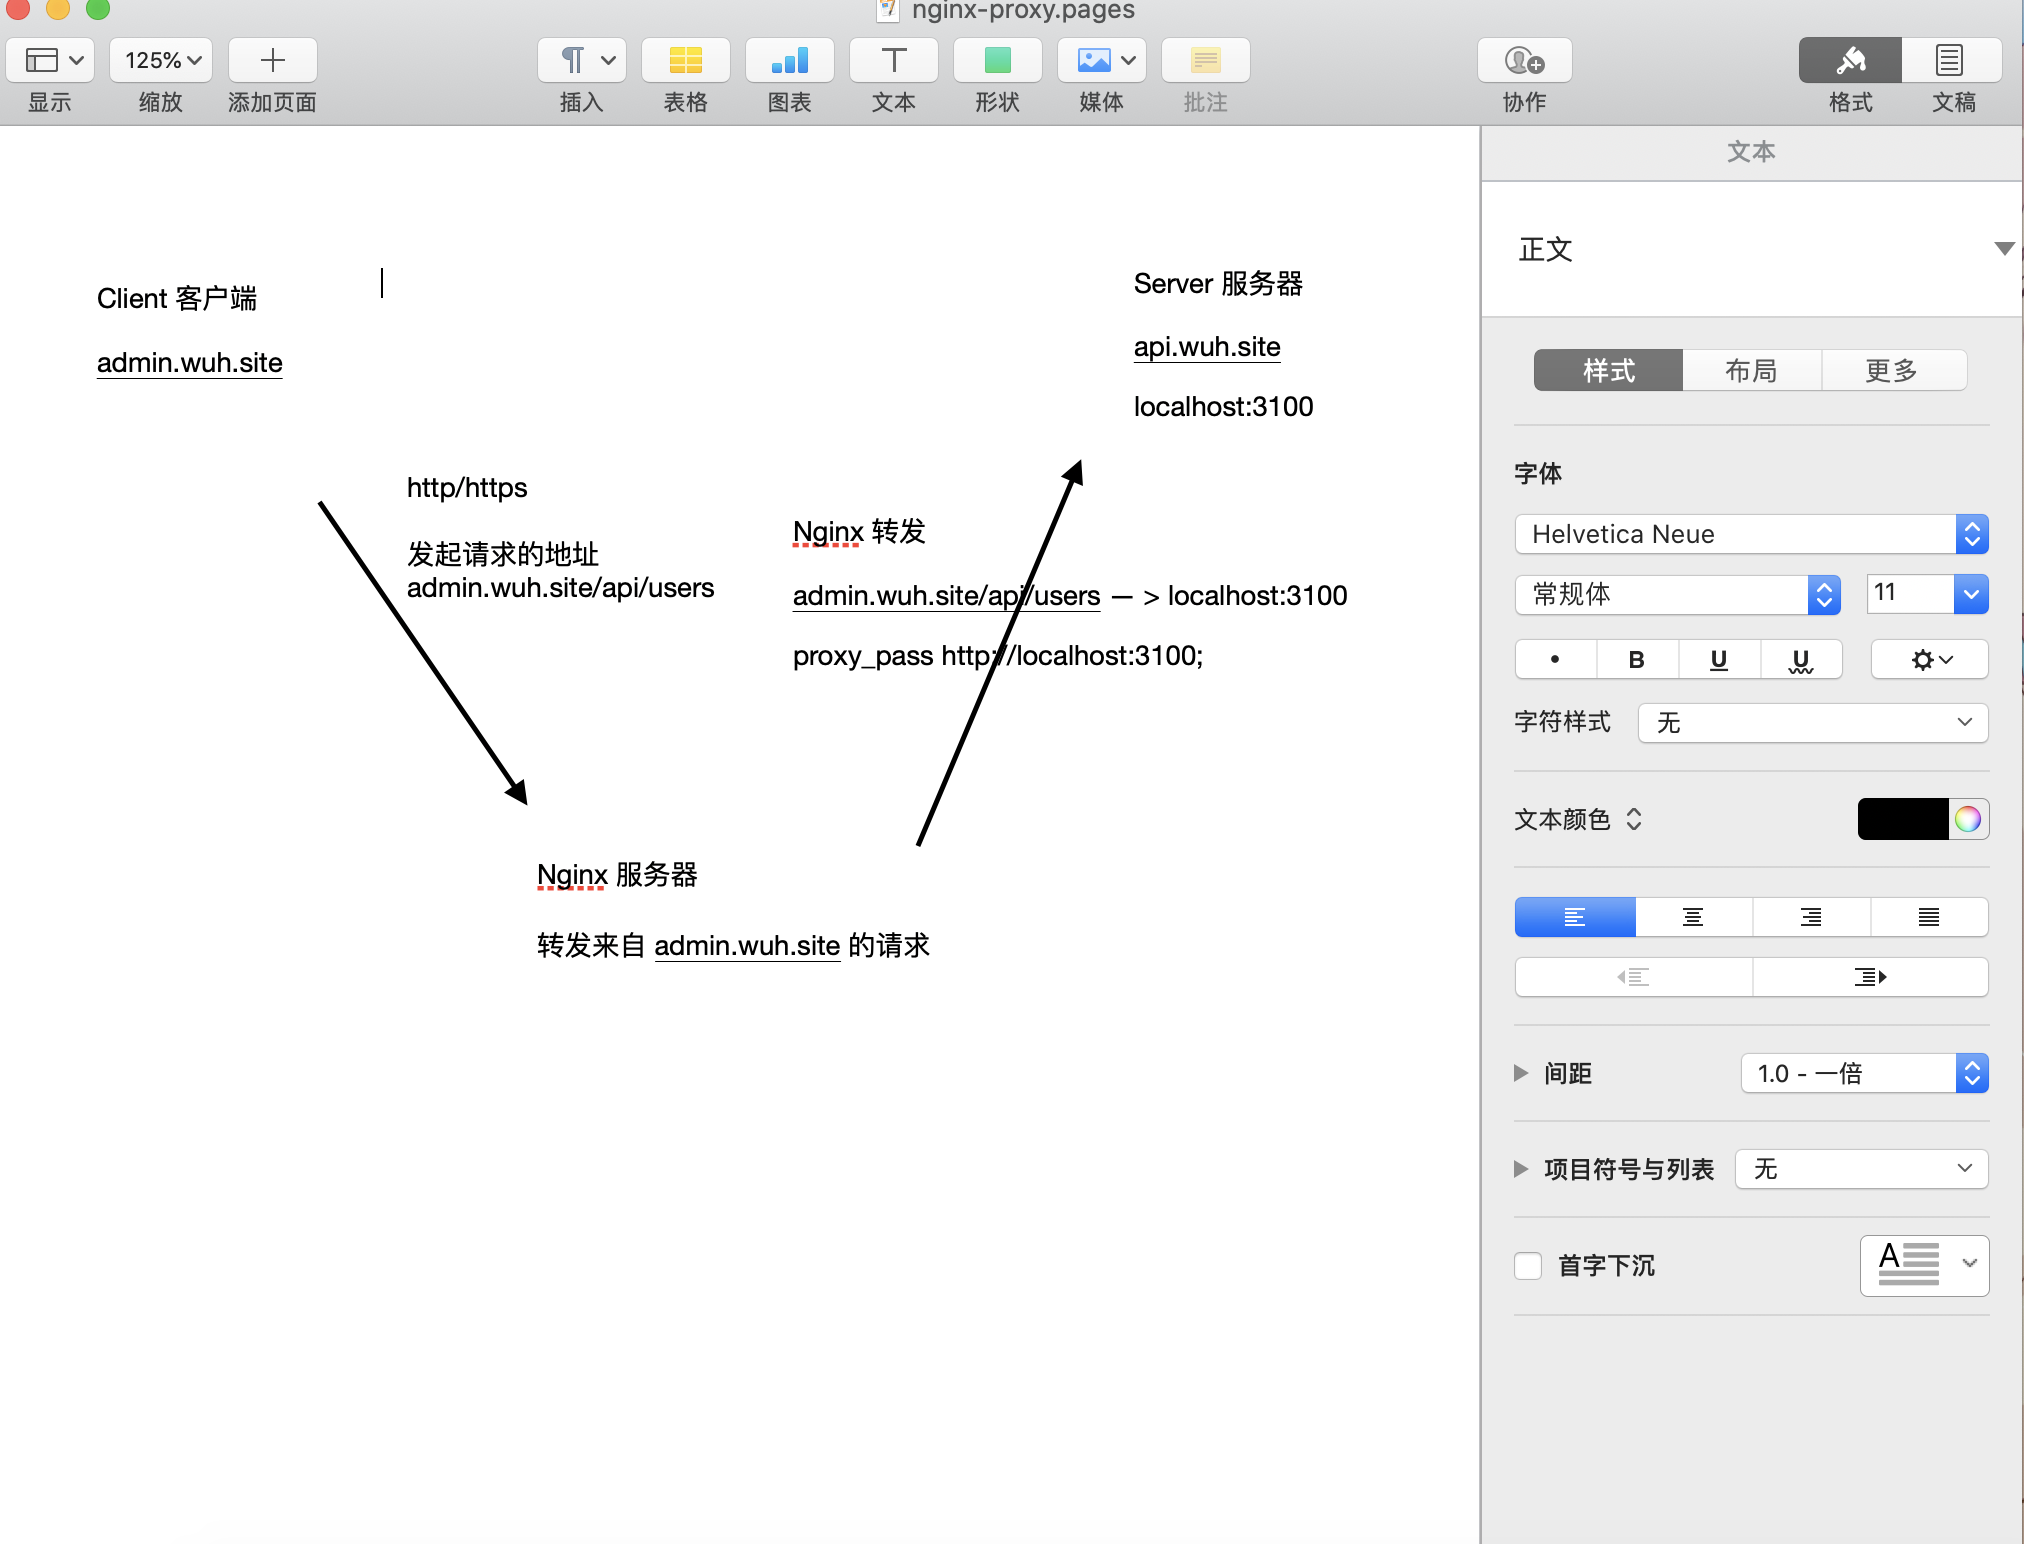 nginx-proxy.pages
125%
显示
缩放
添加页面
插入
表格
图表
文本
形状
媒体
批注
协作
格式
文稿
Client 客户端
admin.wuh.site
http/https
发起请求的地址
admin.wuh.site/api/users
Nginx 服务器
转发来自 admin.wuh.site 的请求
Nginx 转发
admin.wuh.site/api/users — > localhost:3100
proxy_pass http://localhost:3100;
Server 服务器
api.wuh.site
localhost:3100
文本
正文
样式 布局 更多
字体
Helvetica Neue
常规体 11
B U U
字符样式 无
文本颜色
间距 1.0 - 一倍
项目符号与列表 无
首字下沉 A